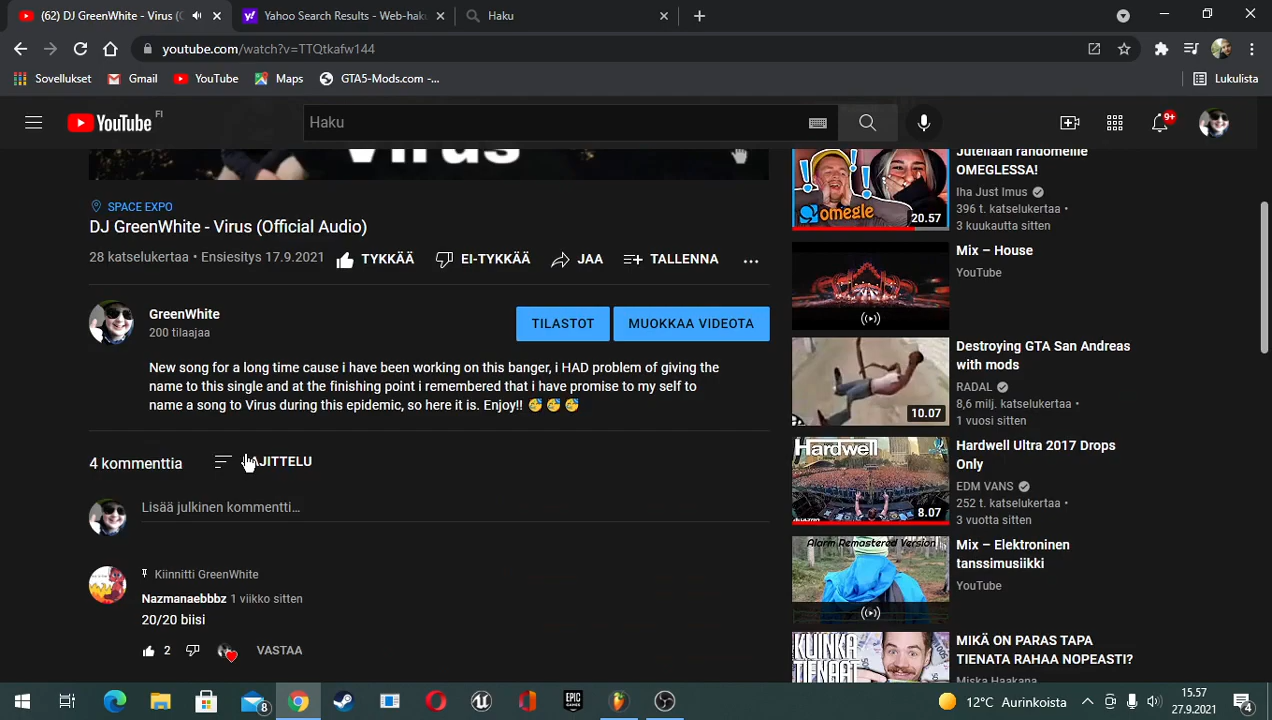 (62) DJ GreenWhite - Virus (
Yahoo Search Results - Web-hak
Haku
youtube.com/watch?v=TTQtkafw144
Sovellukset
Gmail
YouTube
Maps
GTA5-Mods.com -...
Lukulista
YouTube FI
Haku
9+
Virus
SPACE EXPO
DJ GreenWhite - Virus (Official Audio)
28 katselukertaa • Ensiesitys 17.9.2021
TYKKÄÄ
EI-TYKKÄÄ
JAA
TALLENNA
GreenWhite
200 tilaajaa
TILASTOT
MUOKKAA VIDEOTA
New song for a long time cause i have been working on this banger, i HAD problem of giving the
name to this single and at the finishing point i remembered that i have promise to my self to
name a song to Virus during this epidemic, so here it is. Enjoy!! 🥳 🥳 🥳
4 kommenttia
LAJITTELU
Lisää julkinen kommentti…
Kiinnitti GreenWhite
Nazmanaebbbz 1 viikko sitten
20/20 biisi
2
VASTAA
Jutellaan randomeille
OMEGLESSA!
Iha Just Imus
396 t. katselukertaa •
3 kuukautta sitten
omegle
20.57
Mix – House
YouTube
Destroying GTA San Andreas
with mods
RADAL
8,6 milj. katselukertaa •
1 vuosi sitten
10.07
Hardwell Ultra 2017 Drops
Only
EDM VANS
252 t. katselukertaa •
3 vuotta sitten
Hardwell
8.07
Mix – Elektroninen
tanssimusiikki
YouTube
Alarm Remastered Version
MIKÄ ON PARAS TAPA
TIENATA RAHAA NOPEASTI?
Miska Haakana
KUINKA
TIENAAT
8
EPIC
GAMES
12°C Aurinkoista
15.57
27.9.2021
4